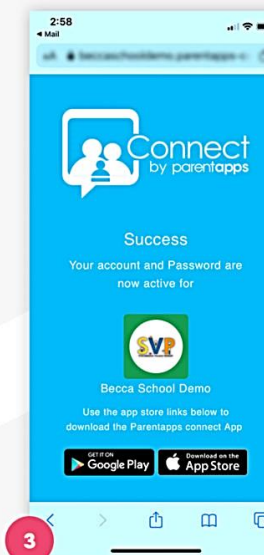 2:58
Mail
Connect
by parentapps
Success
Your account and Password are
now active for
SVP
Becca School Demo
Use the app store links below to
download the Parentapps connect App
GET IT ON
Google Play
Download on the
App Store
3